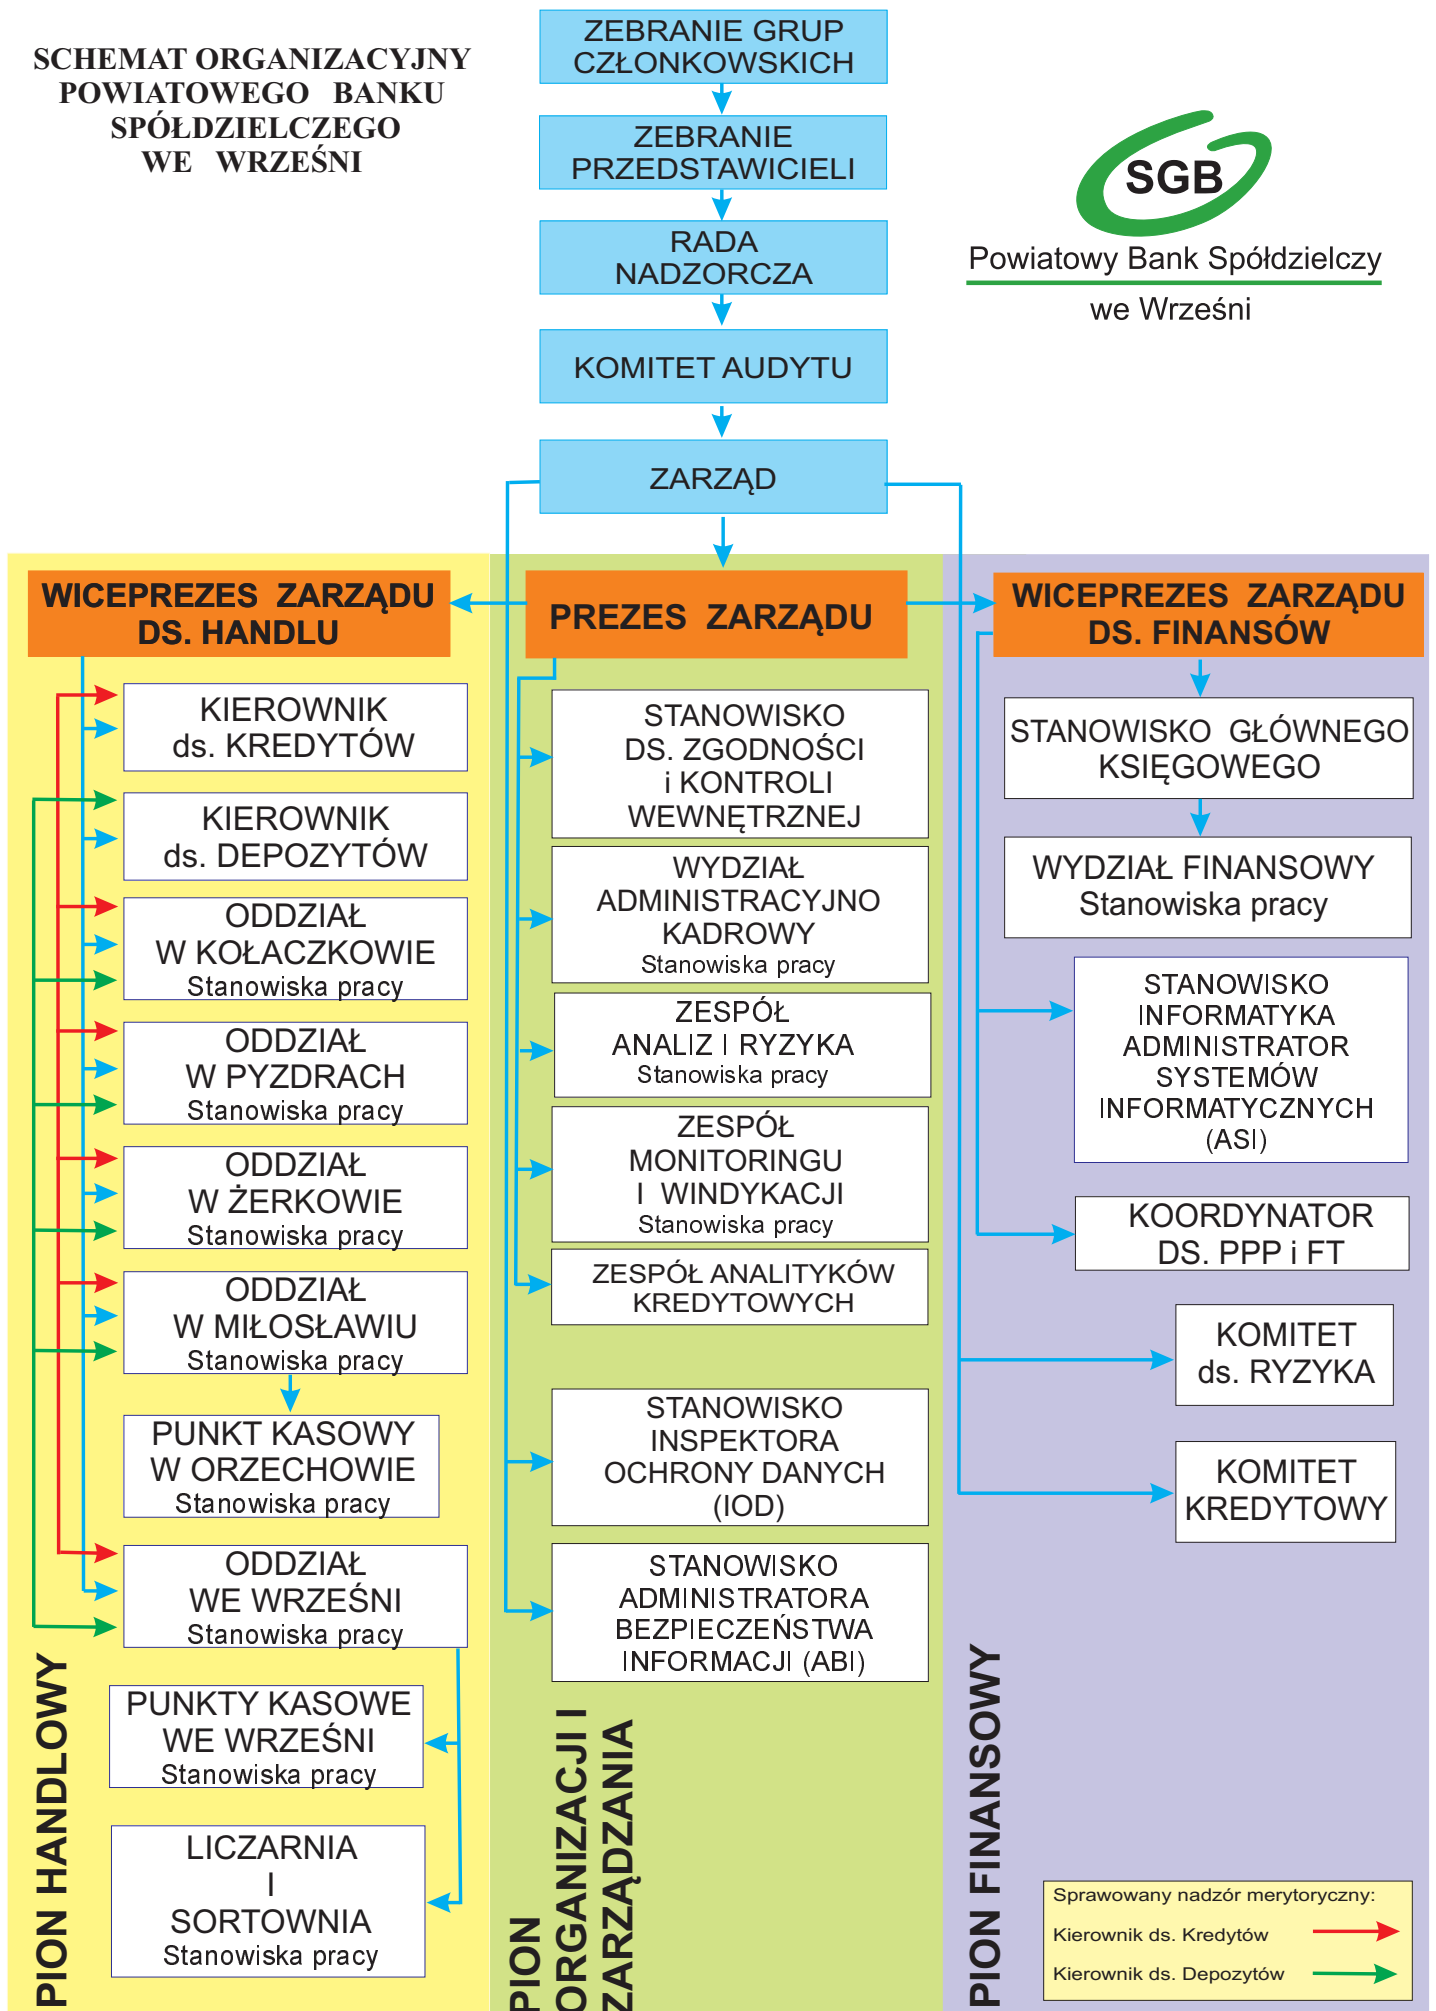 SCHEMAT ORGANIZACYJNY
POWIATOWEGO BANKU
SPÓŁDZIELCZEGO
WE WRZEŚNI
ZEBRANIE GRUP
CZŁONKOWSKICH
ZEBRANIE
PRZEDSTAWICIELI
RADA
NADZORCZA
KOMITET AUDYTU
ZARZĄD
SGB
Powiatowy Bank Spółdzielczy
we Wrześni
WICEPREZES ZARZĄDU
DS. HANDLU
KIEROWNIK
ds. KREDYTÓW
KIEROWNIK
ds. DEPOZYTÓW
ODDZIAŁ
W KOŁACZKOWIE
Stanowiska pracy
ODDZIAŁ
W PYZDRACH
Stanowiska pracy
ODDZIAŁ
W ŻERKOWIE
Stanowiska pracy
ODDZIAŁ
W MIŁOSŁAWIU
Stanowiska pracy
PUNKT KASOWY
W ORZECHOWIE
Stanowiska pracy
ODDZIAŁ
WE WRZEŚNI
Stanowiska pracy
PUNKTY KASOWE
WE WRZEŚNI
Stanowiska pracy
LICZARNIA
I
SORTOWNIA
Stanowiska pracy
PION HANDLOWY
PREZES ZARZĄDU
STANOWISKO
DS. ZGODNOŚCI
i KONTROLI
WEWNĘTRZNEJ
WYDZIAŁ
ADMINISTRACYJNO
KADROWY
Stanowiska pracy
ZESPÓŁ
ANALIZ I RYZYKA
Stanowiska pracy
ZESPÓŁ
MONITORINGU
I WINDYKACJI
Stanowiska pracy
ZESPÓŁ ANALITYKÓW
KREDYTOWYCH
STANOWISKO
INSPEKTORA
OCHRONY DANYCH
(IOD)
STANOWISKO
ADMINISTRATORA
BEZPIECZEŃSTWA
INFORMACJI (ABI)
PION
ORGANIZACJI I
ZARZĄDZANIA
WICEPREZES ZARZĄDU
DS. FINANSÓW
STANOWISKO GŁÓWNEGO
KSIĘGOWEGO
WYDZIAŁ FINANSOWY
Stanowiska pracy
STANOWISKO
INFORMATYKA
ADMINISTRATOR
SYSTEMÓW
INFORMATYCZNYCH
(ASI)
KOORDYNATOR
DS. PPP i FT
KOMITET
ds. RYZYKA
KOMITET
KREDYTOWY
PION FINANSOWY
Sprawowany nadzór merytoryczny:
Kierownik ds. Kredytów
Kierownik ds. Depozytów